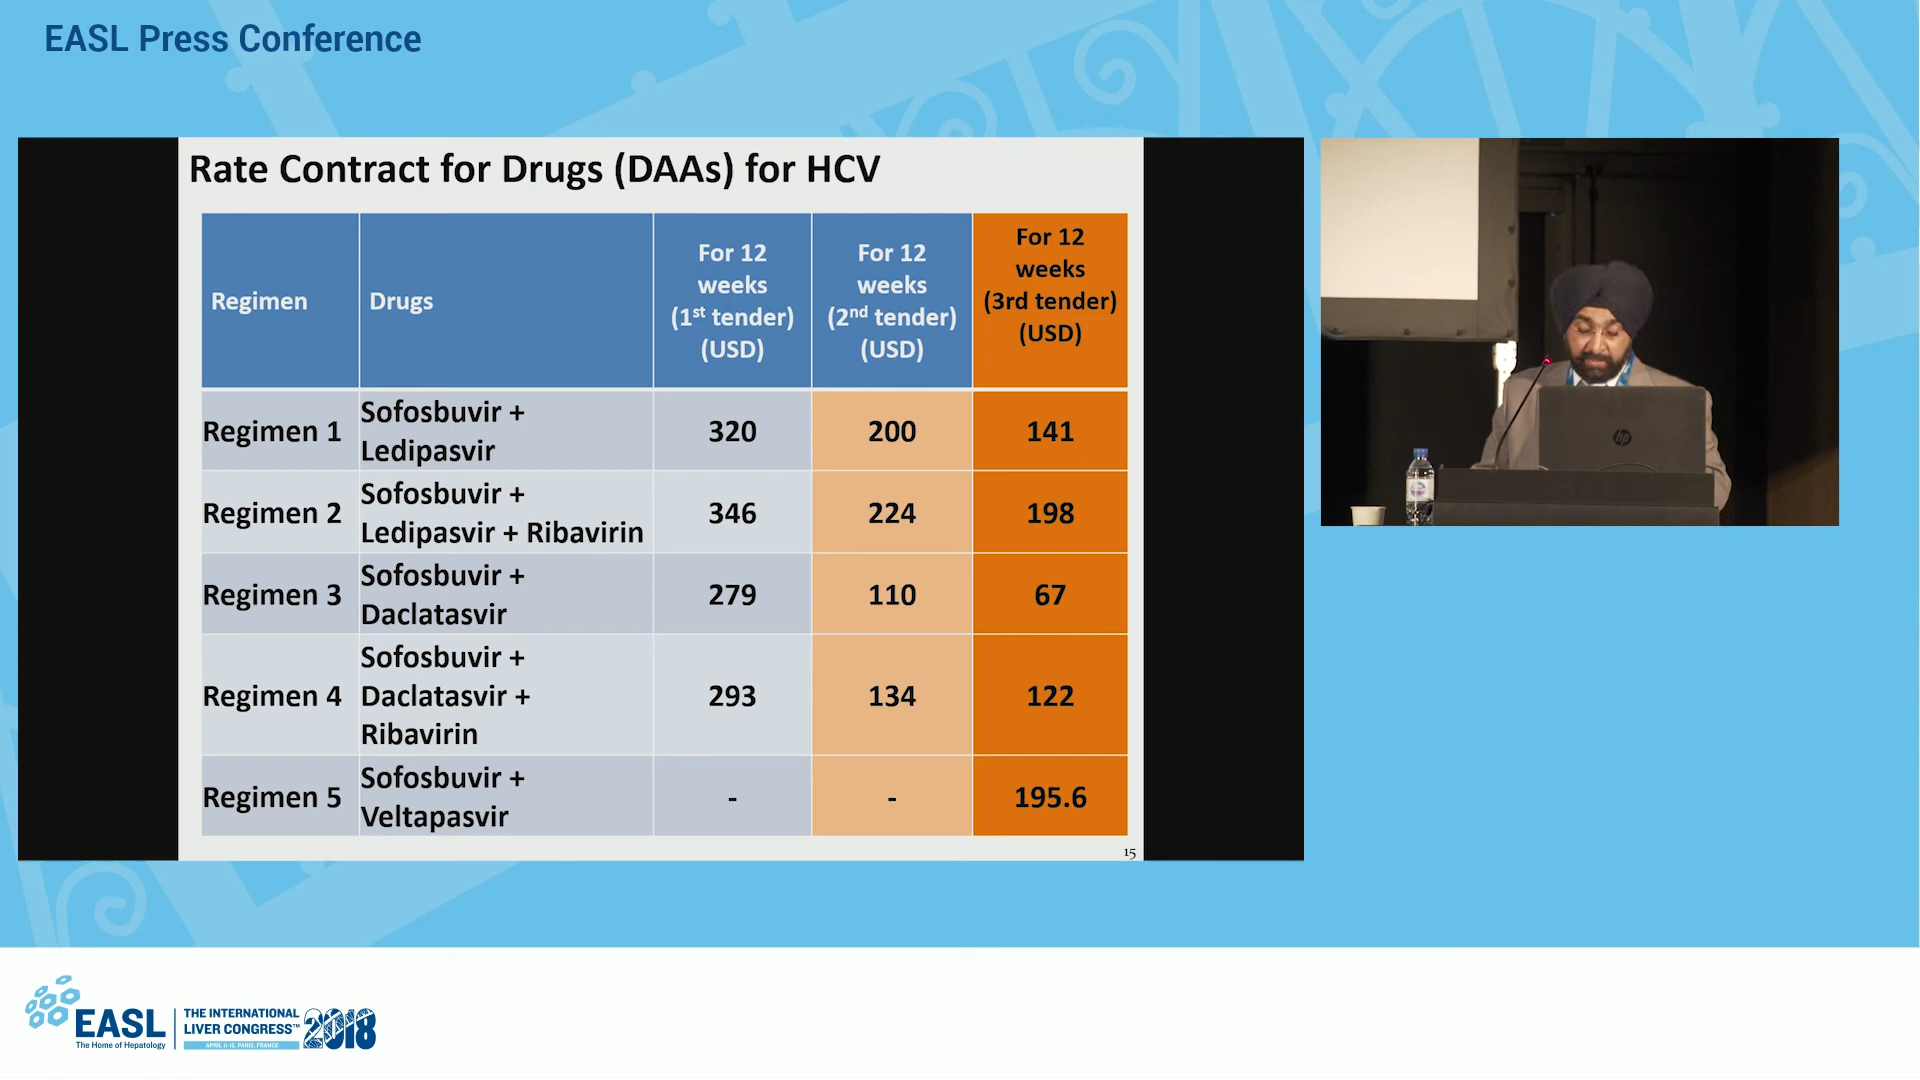 EASL Press Conference
Rate Contract for Drugs (DAAs) for HCV
Regimen
Drugs
For 12
weeks
(1st tender)
(USD)
For 12
weeks
(2nd tender)
(USD)
For 12
weeks
(3rd tender)
(USD)
Regimen 1
Sofosbuvir +
Ledipasvir
320
200
141
Regimen 2
Sofosbuvir +
Ledipasvir + Ribavirin
346
224
198
Regimen 3
Sofosbuvir +
Daclatasvir
279
110
67
Regimen 4
Sofosbuvir +
Daclatasvir +
Ribavirin
293
134
122
Regimen 5
Sofosbuvir +
Veltapasvir
-
-
195.6
15
hp
EASL
The Home of Hepatology
THE INTERNATIONAL
LIVER CONGRESS™
2018
APRIL 11-15, PARIS, FRANCE